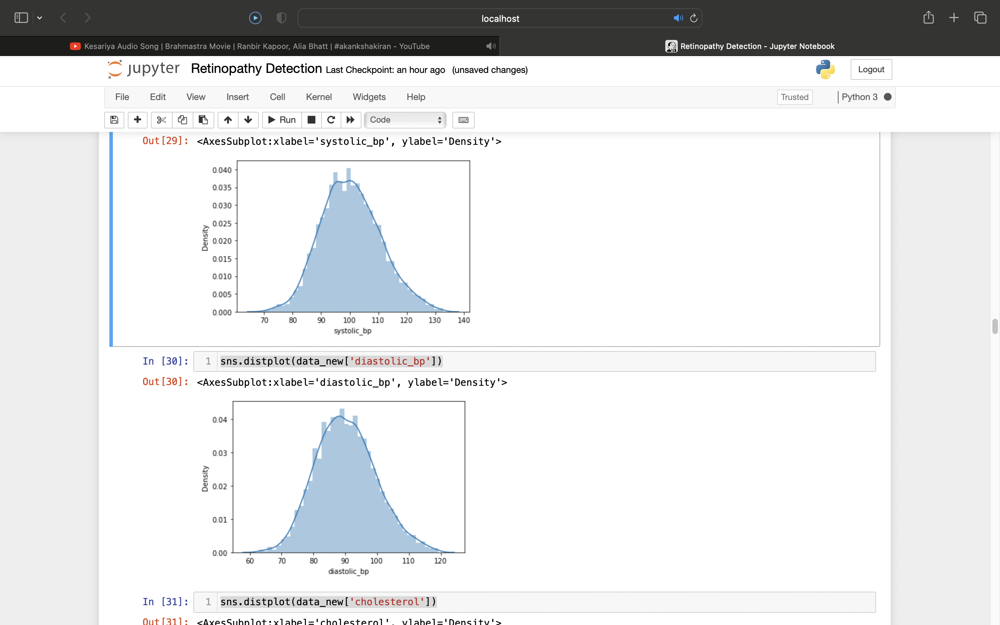 localhost
Kesariya Audio Song | Brahmastra Movie | Ranbir Kapoor, Alia Bhatt | #akankshakiran - YouTube
Retinopathy Detection - Jupyter Notebook
jupyter Retinopathy Detection Last Checkpoint: an hour ago (unsaved changes)
Logout
File Edit View Insert Cell Kernel Widgets Help
Trusted
Python 3
Run
Code
Out[29]: <AxesSubplot:xlabel='systolic_bp', ylabel='Density'>
0.040
0.035
0.030
0.025
0.020
0.015
0.010
0.005
0.000
Density
70 80 90 100 110 120 130 140
systolic_bp
In [30]: 1 sns.distplot(data_new['diastolic_bp'])
Out[30]: <AxesSubplot:xlabel='diastolic_bp', ylabel='Density'>
0.04
0.03
0.02
0.01
0.00
Density
60 70 80 90 100 110 120
diastolic_bp
In [31]: 1 sns.distplot(data_new['cholesterol'])
Out[31]: <AxesSubplot:xlabel='cholesterol', ylabel='Density'>